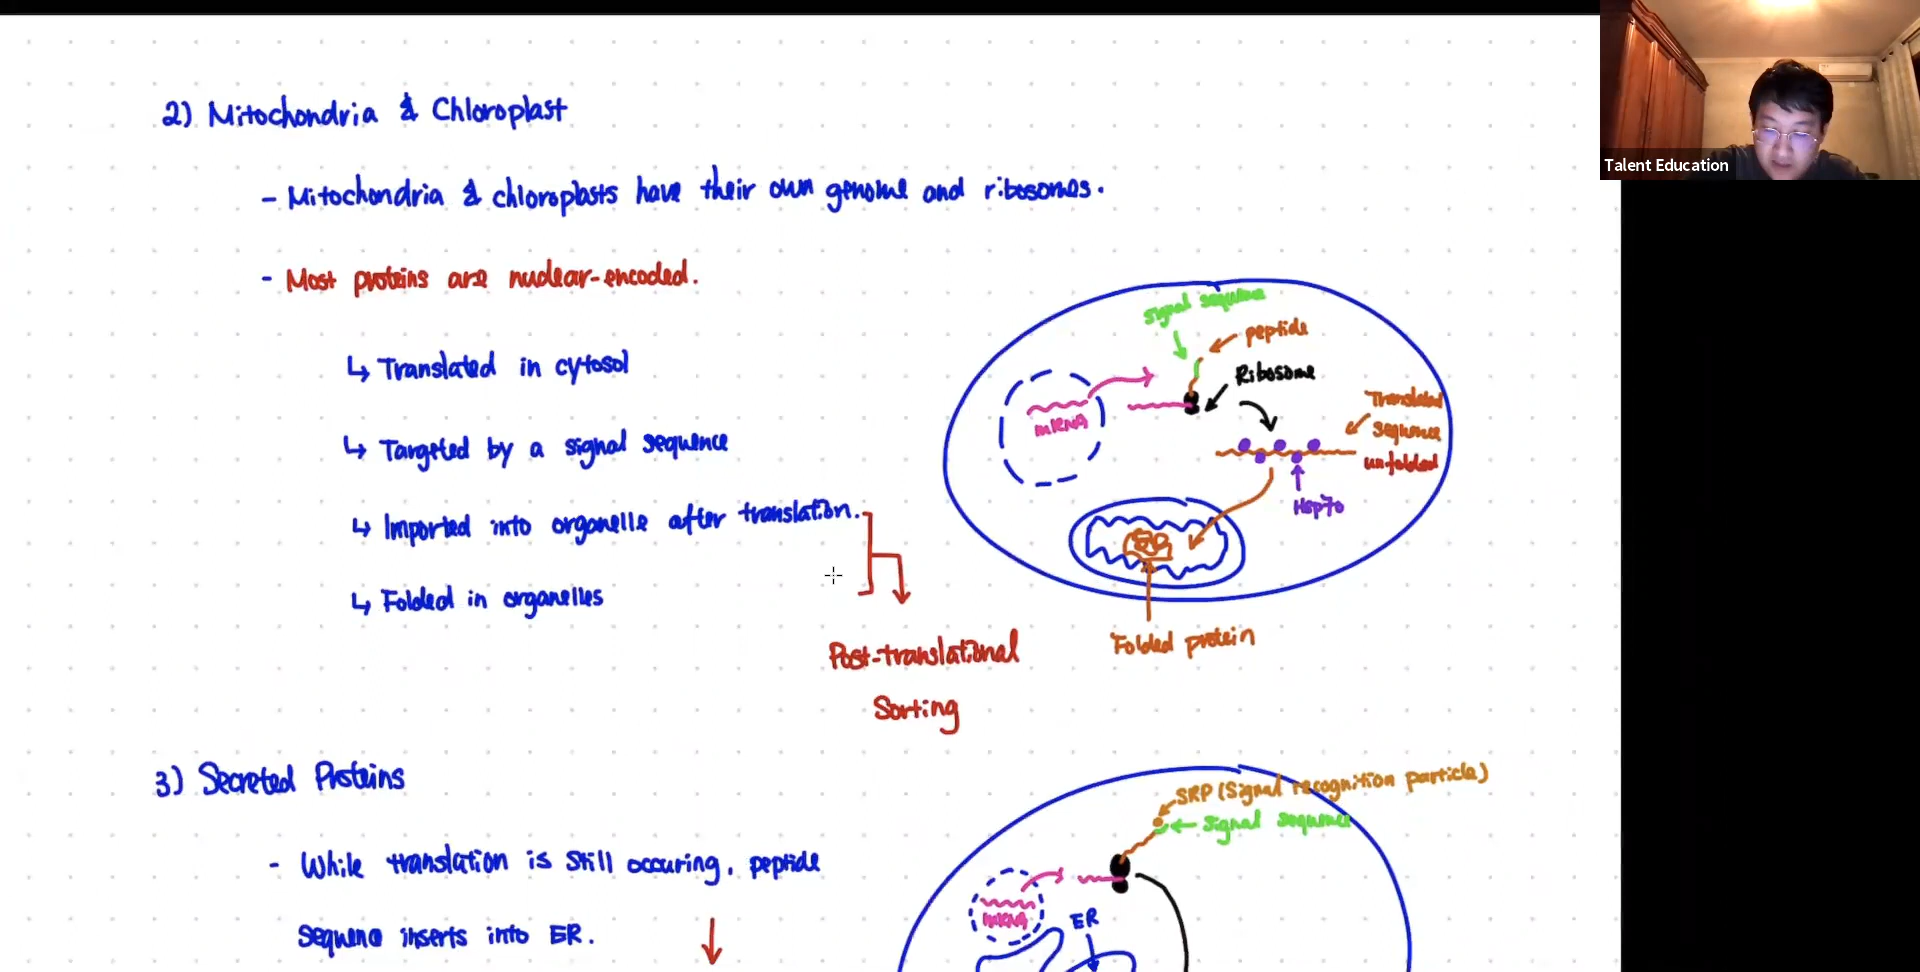 2) Mitochondria & Chloroplast
- Mitochondria & chloroplasts have their own genome and ribosomes.
- Most proteins are nuclear-encoded.
↳ Translated in cytosol
↳ Targeted by a signal sequence
↳ Imported into organelle after translation.
↳ Folded in organelles
Post-translational
Sorting
signal sequence
peptide
Ribosome
mRNA
Translated
sequence
unfolded
Hsp70
Folded protein
3) Secreted Proteins
- While translation is still occuring, peptide
sequence inserts into ER.
SRP (Signal recognition particle)
signal sequence
mRNA
ER
Talent Education